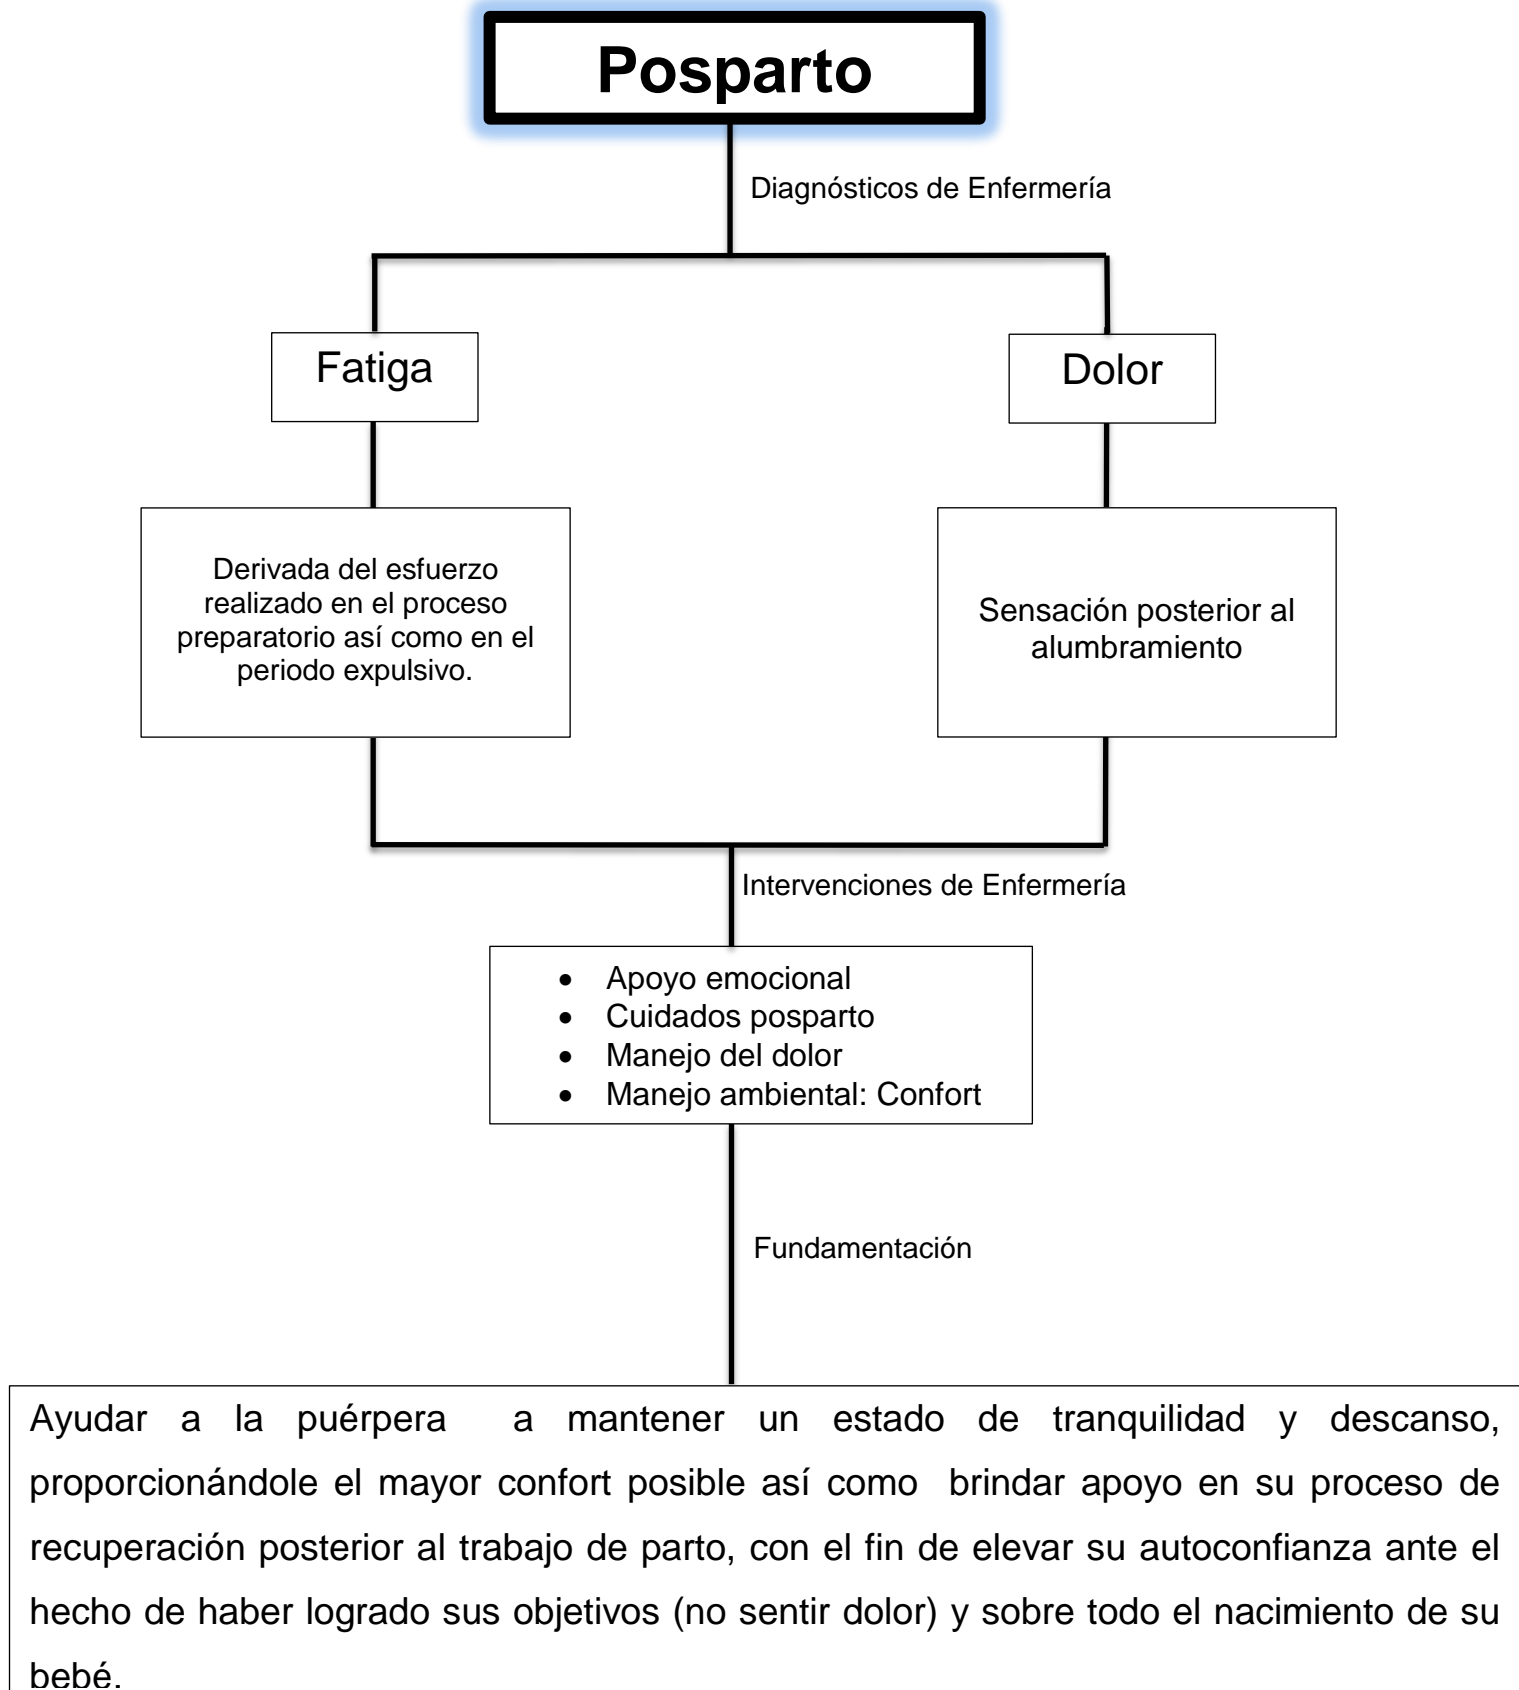 Posparto
Diagnósticos de Enfermería
Fatiga
Dolor
Derivada del esfuerzo
realizado en el proceso
preparatorio así como en el
periodo expulsivo.
Sensación posterior al
alumbramiento
Intervenciones de Enfermería
• Apoyo emocional
• Cuidados posparto
• Manejo del dolor
• Manejo ambiental: Confort
Fundamentación
Ayudar a la puérpera a mantener un estado de tranquilidad y descanso,
proporcionándole el mayor confort posible así como brindar apoyo en su proceso de
recuperación posterior al trabajo de parto, con el fin de elevar su autoconfianza ante el
hecho de haber logrado sus objetivos (no sentir dolor) y sobre todo el nacimiento de su
bebé.